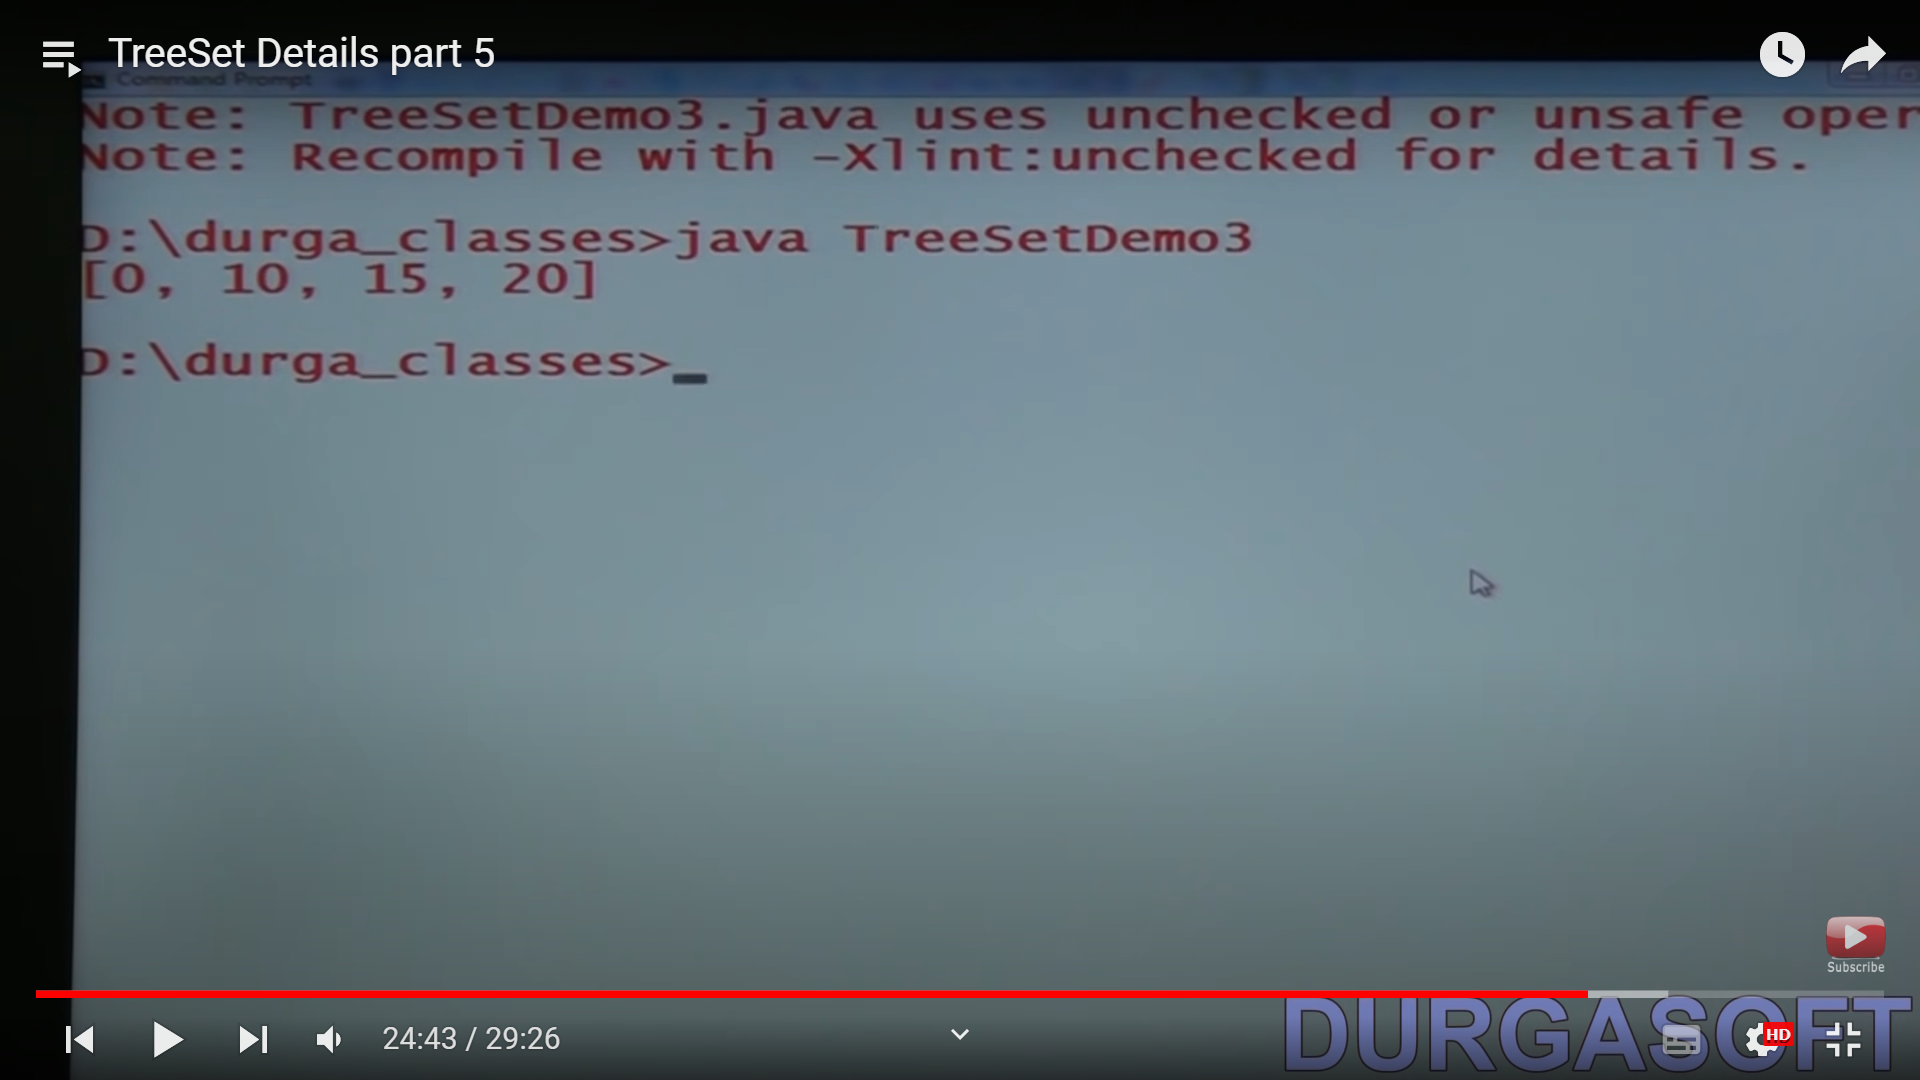 TreeSet Details part 5
Command Prompt
Note: TreeSetDemo3.java uses unchecked or unsafe oper
Note: Recompile with -Xlint:unchecked for details.
D:\durga_classes>java TreeSetDemo3
[0, 10, 15, 20]
D:\durga_classes>_
Subscribe
24:43 / 29:26
HD
DURGASOFT